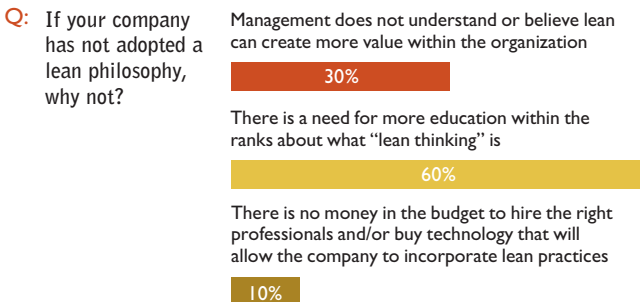 Q: If your company
has not adopted a
lean philosophy,
why not?
Management does not understand or believe lean
can create more value within the organization
30%
There is a need for more education within the
ranks about what “lean thinking” is
60%
There is no money in the budget to hire the right
professionals and/or buy technology that will
allow the company to incorporate lean practices
10%